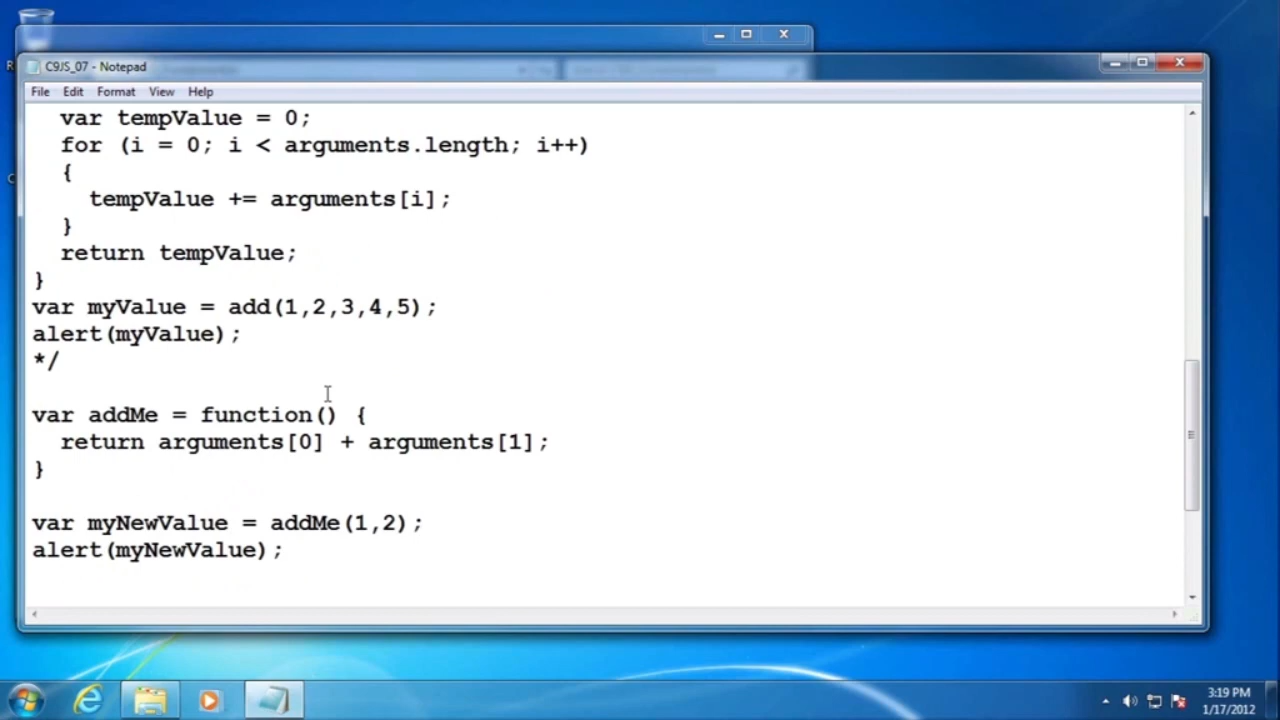 R
C9JS_07 - Notepad
File Edit Format View Help
var tempValue = 0;
for (i = 0; i < arguments.length; i++)
{
tempValue += arguments[i];
}
return tempValue;
}
var myValue = add(1,2,3,4,5);
alert(myValue);
*/
var addMe = function() {
return arguments[0] + arguments[1];
}
var myNewValue = addMe(1,2);
alert(myNewValue);
3:19 PM
1/17/2012